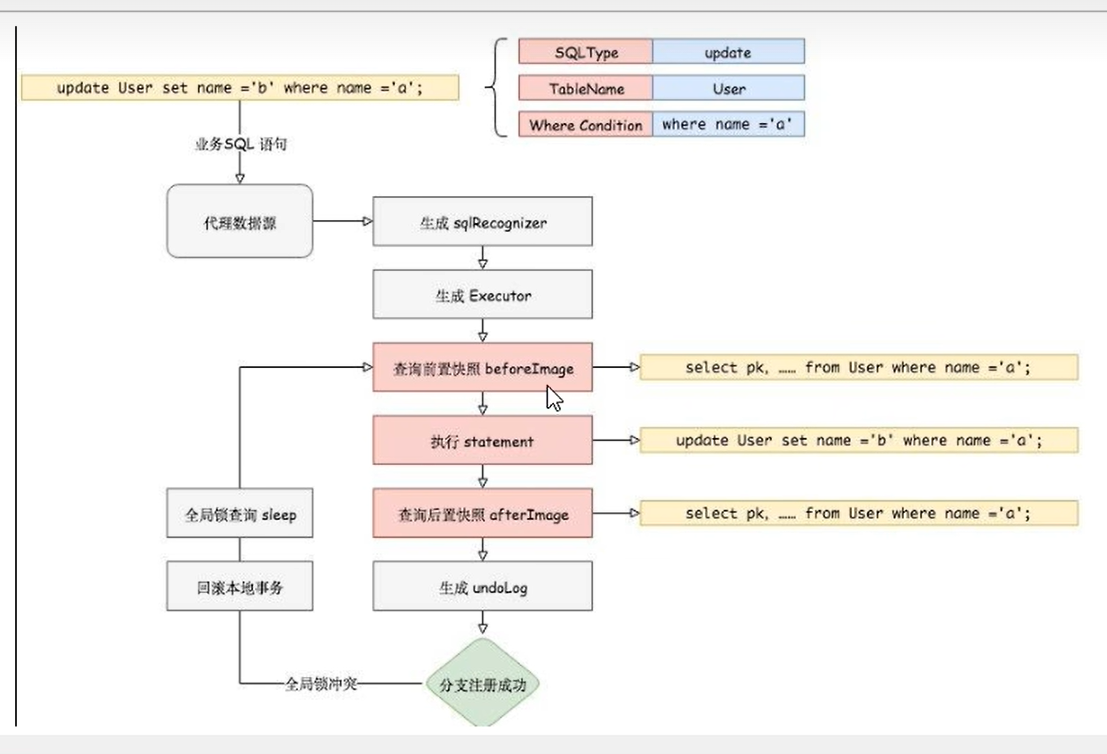 SQLType update
update User set name ='b' where name ='a';
TableName User
Where Condition where name ='a'
业务SQL 语句
代理数据源
生成 sqlRecognizer
生成 Executor
查询前置快照 beforeImage
select pk, …… from User where name ='a';
执行 statement
update User set name ='b' where name ='a';
全局锁查询 sleep
查询后置快照 afterImage
select pk, …… from User where name ='a';
回滚本地事务
生成 undoLog
全局锁冲突
分支注册成功